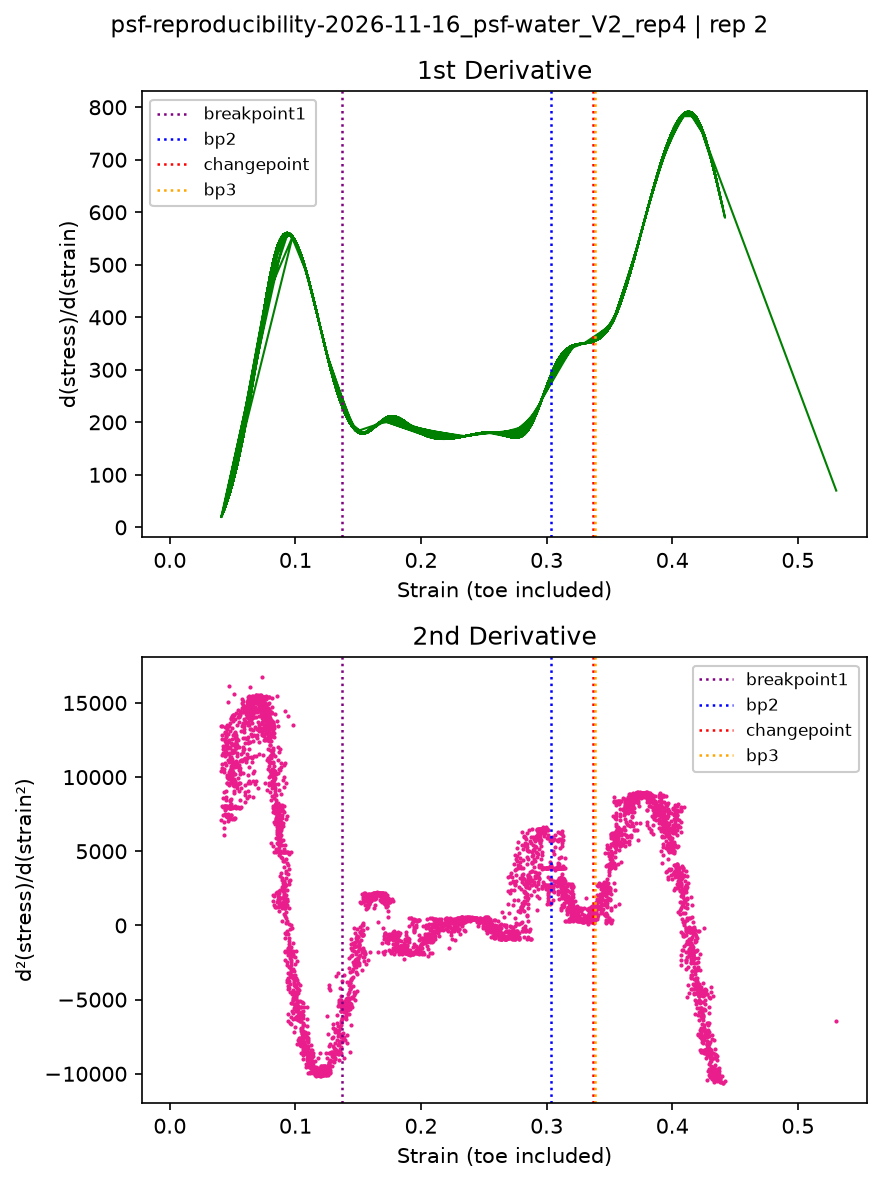 psf-reproducibility-2026-11-16_psf-water_V2_rep4 | rep 2
1st Derivative
breakpoint1
bp2
changepoint
bp3
d(stress)/d(strain)
800
700
600
500
400
300
200
100
0
0.0 0.1 0.2 0.3 0.4 0.5
Strain (toe included)
2nd Derivative
breakpoint1
bp2
changepoint
bp3
d²(stress)/d(strain²)
15000
10000
5000
0
−5000
−10000
0.0 0.1 0.2 0.3 0.4 0.5
Strain (toe included)